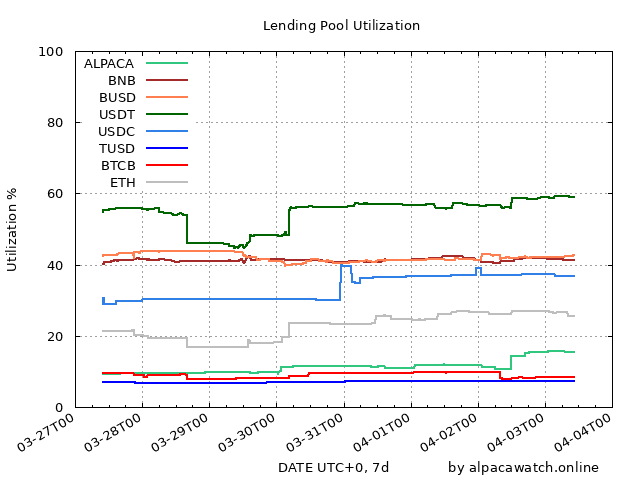 Lending Pool Utilization
100
80
60
40
20
0
Utilization %
ALPACA
BNB
BUSD
USDT
USDC
TUSD
BTCB
ETH
03-27T00
03-28T00
03-29T00
03-30T00
03-31T00
04-01T00
04-02T00
04-03T00
04-04T00
DATE UTC+0, 7d
by alpacawatch.online